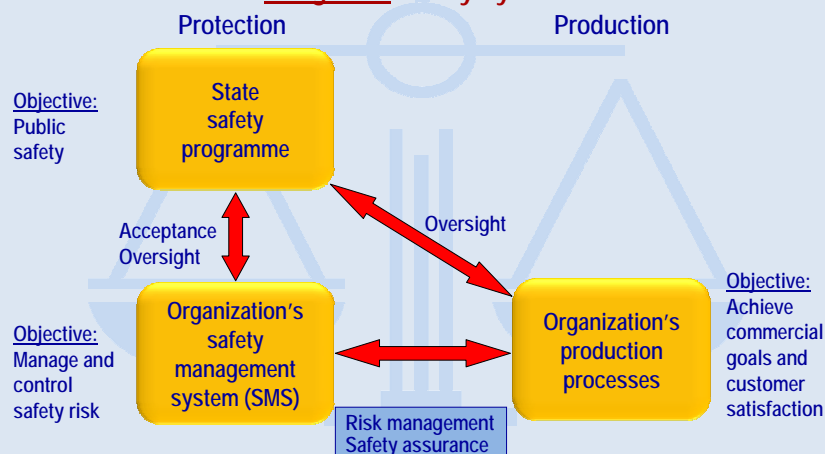 Protection
Production
Objective:
Public
safety
State
safety
programme
Acceptance
Oversight
Oversight
Objective:
Manage and
control
safety risk
Organization's
safety
management
system (SMS)
Organization's
production
processes
Objective:
Achieve
commercial
goals and
customer
satisfaction
Risk management
Safety assurance